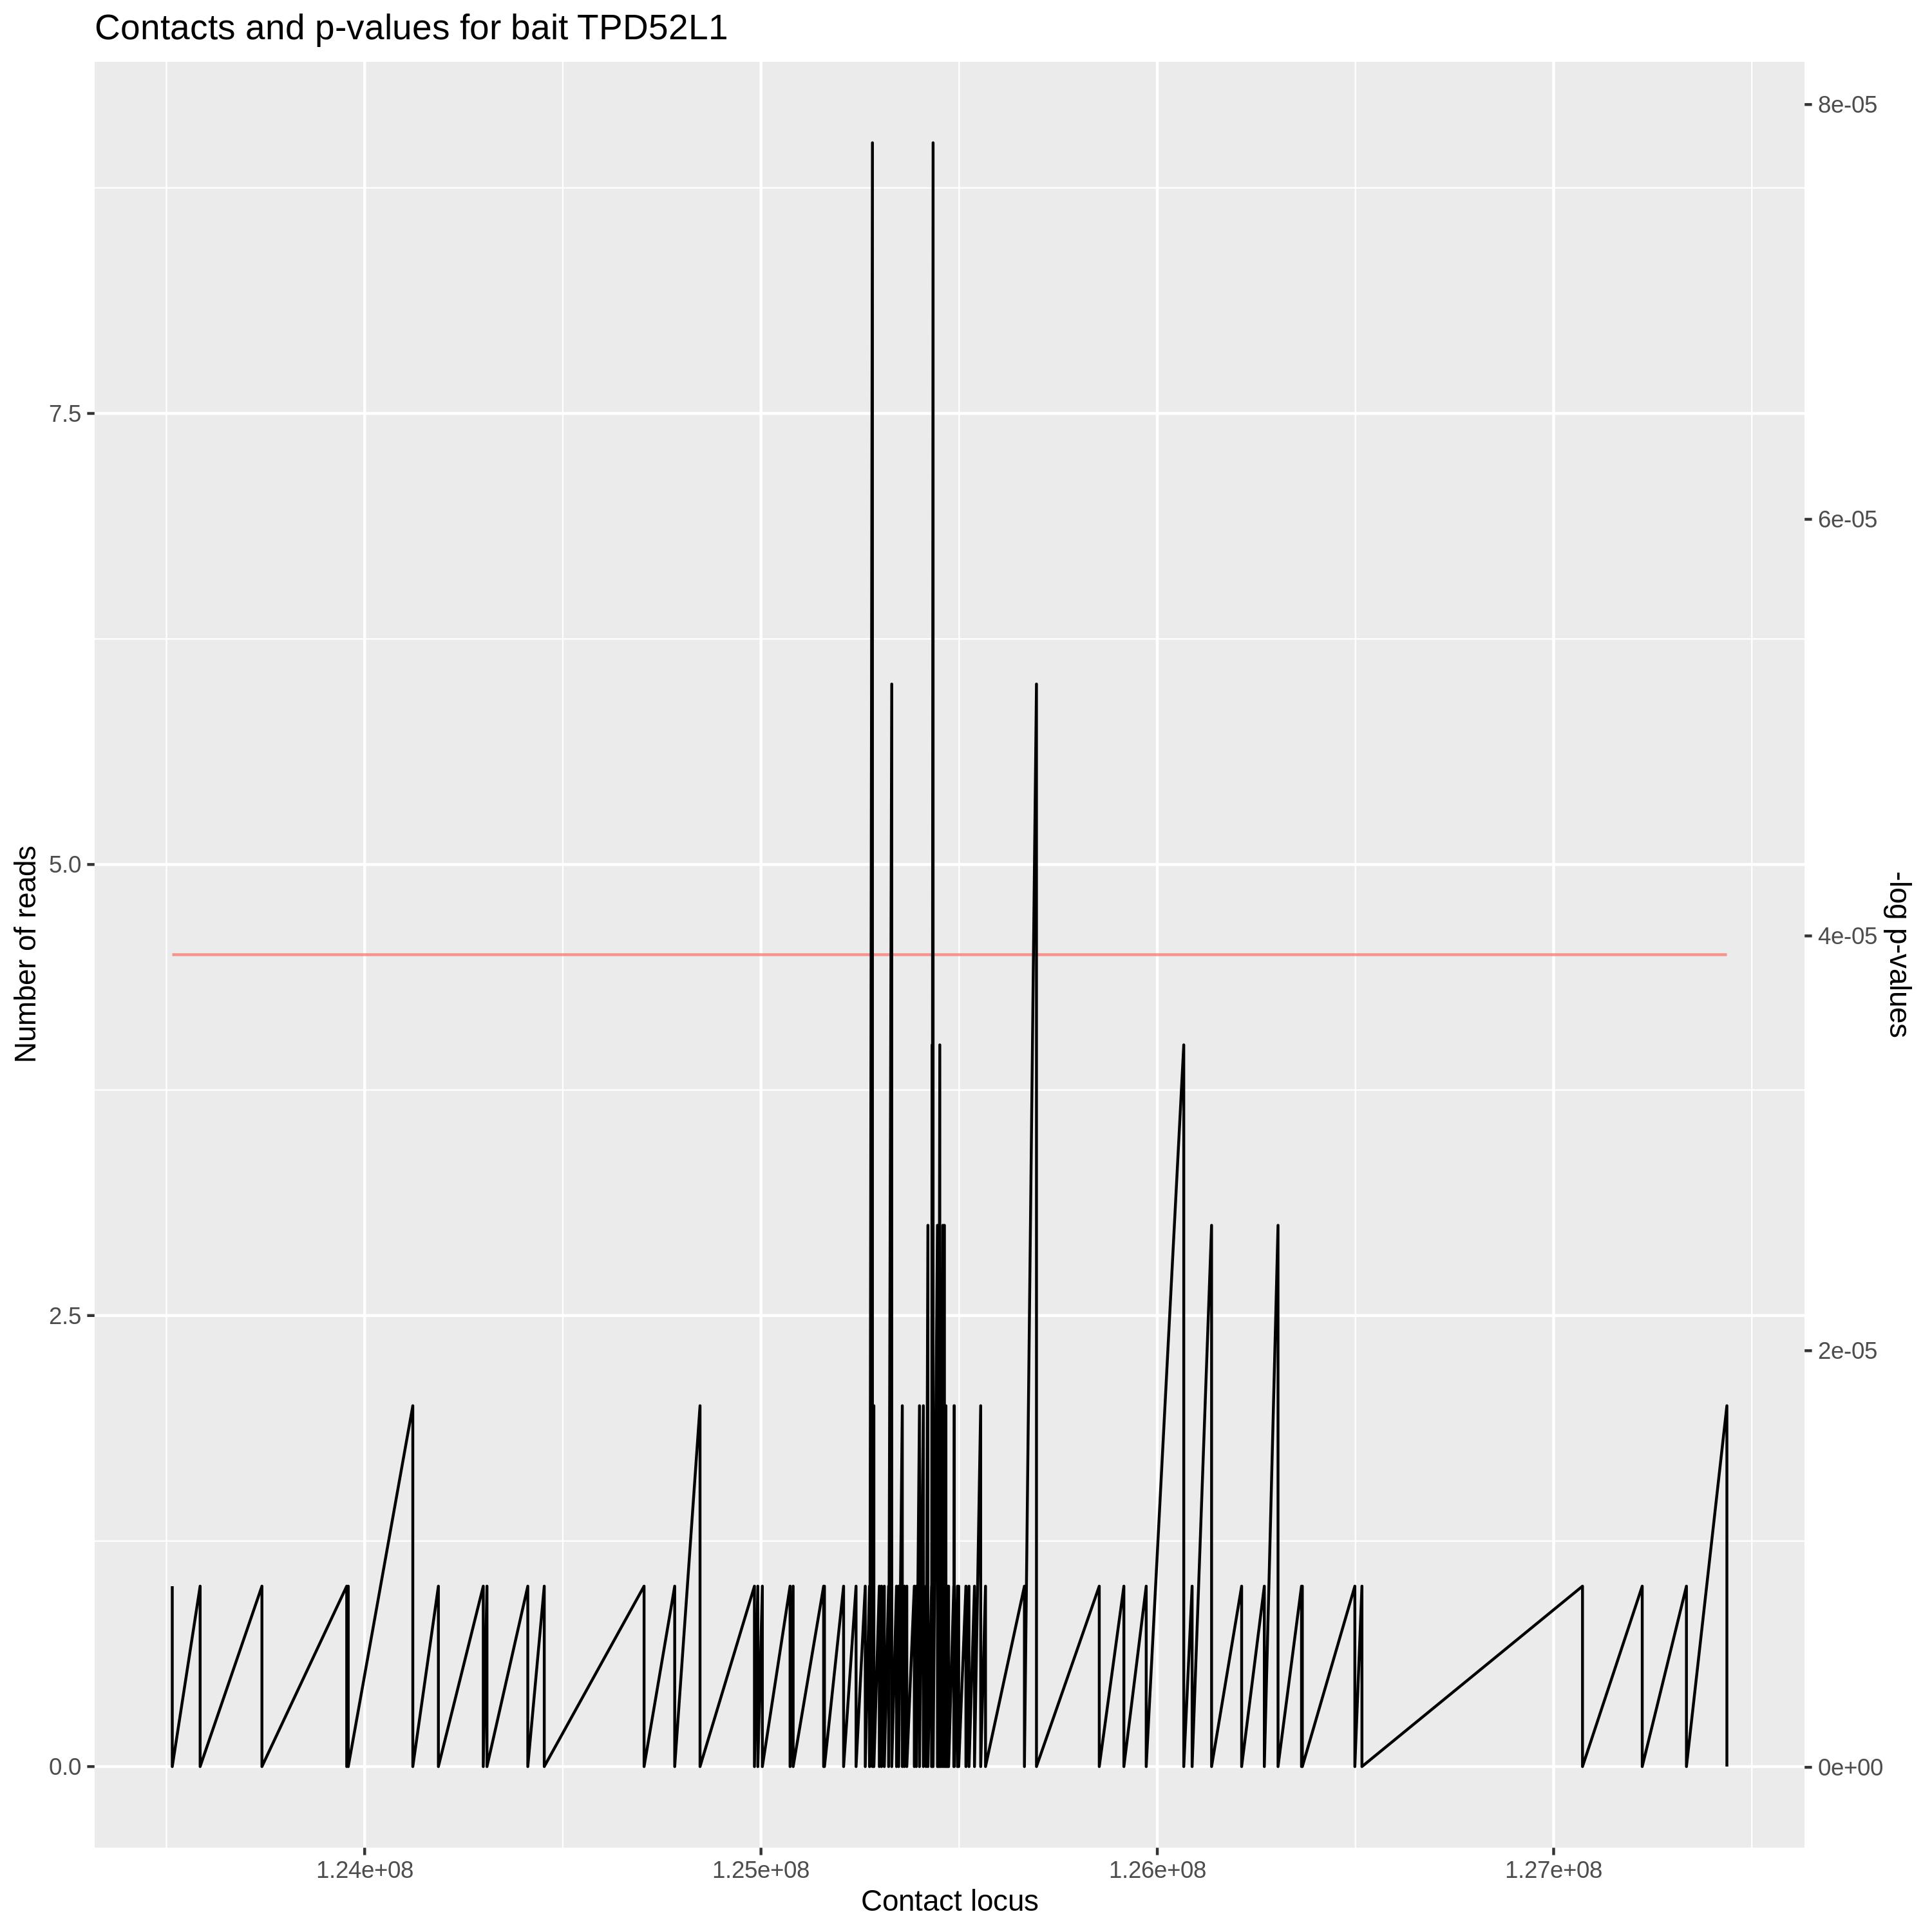 Contacts and p-values for bait TPD52L1
Number of reads
7.5
5.0
2.5
0.0
8e-05
6e-05
4e-05
2e-05
0e+00
-log p-values
1.24e+08
1.25e+08
1.26e+08
1.27e+08
Contact locus